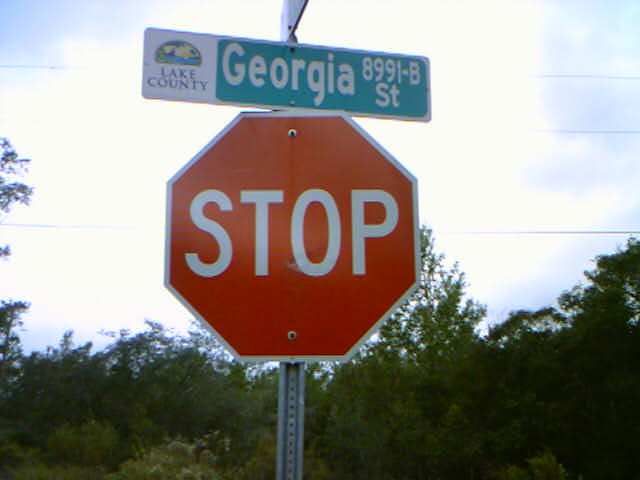 LAKE
COUNTY
Georgia 8991-B
St
STOP